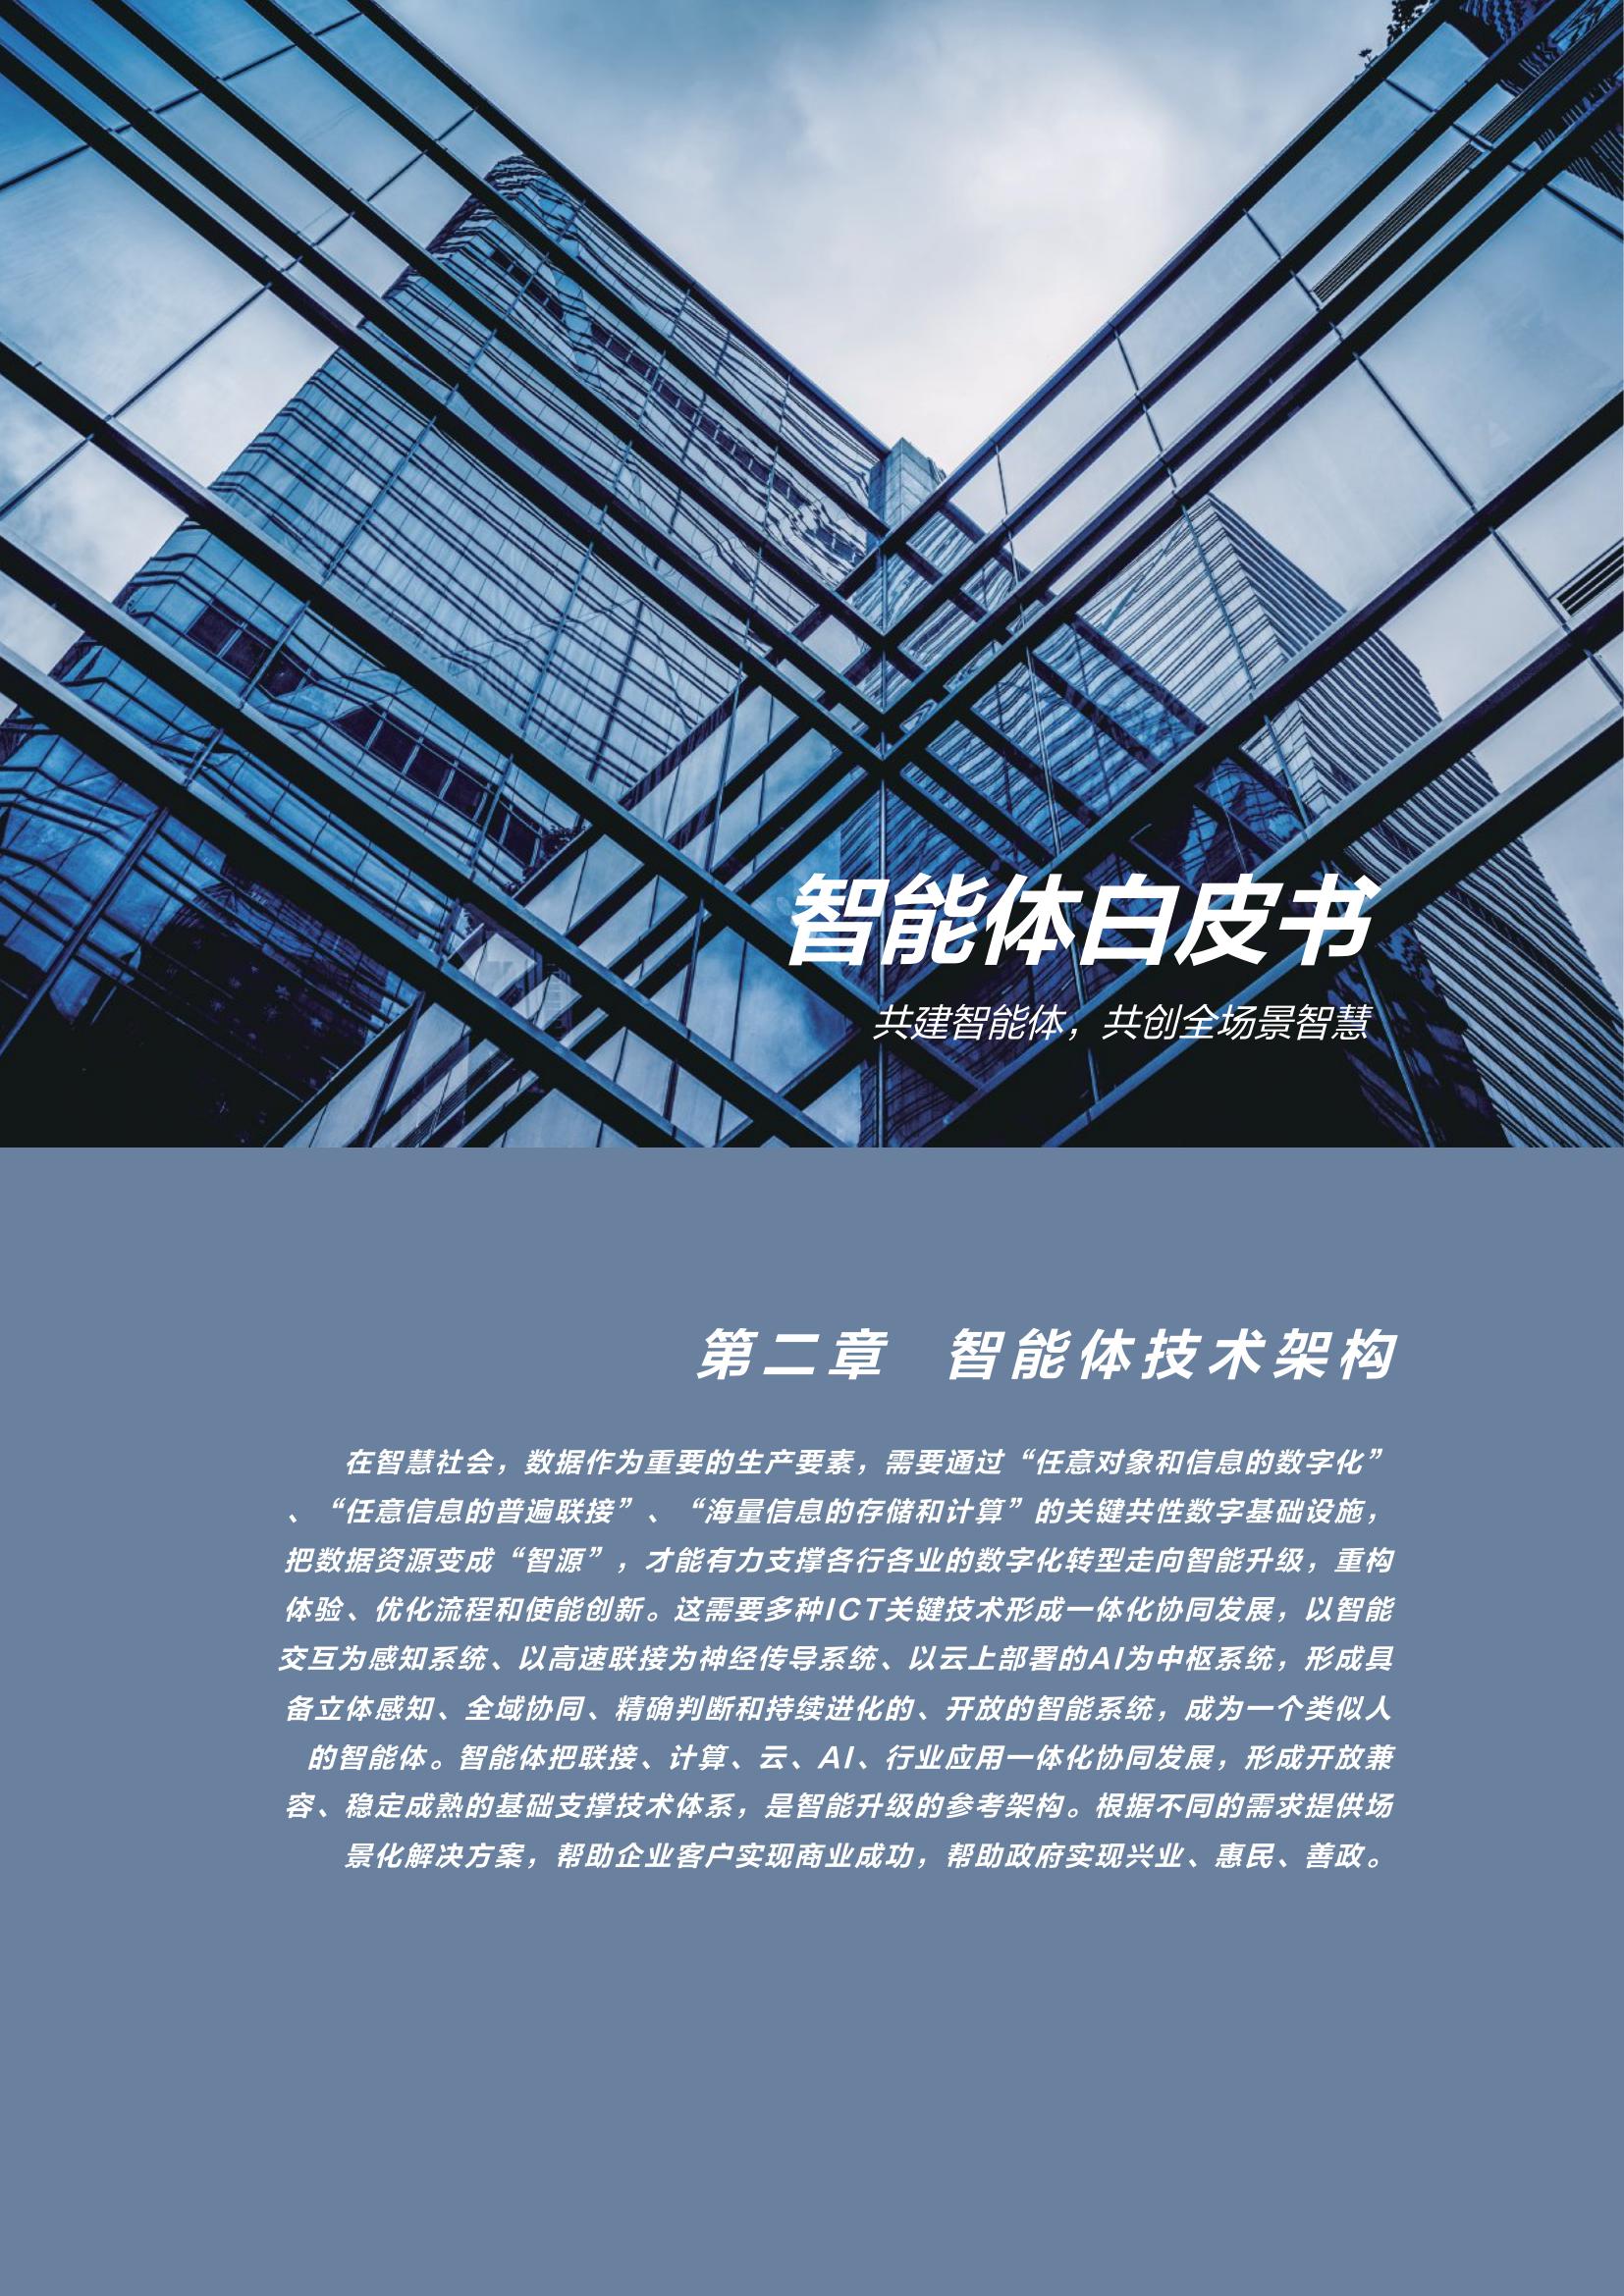 智能体白皮书
共建智能体，共创全场景智慧
第二章 智能体技术架构
在智慧社会，数据作为重要的生产要素，需要通过“任意对象和信息的数字化”
、“任意信息的普遍联接”、“海量信息的存储和计算”的关键共性数字基础设施，
把数据资源变成“智源”，才能有力支撑各行各业的数字化转型走向智能升级，重构
体验、优化流程和使能创新。这需要多种ICT关键技术形成一体化协同发展，以智能
交互为感知系统、以高速联接为神经传导系统、以云上部署的AI为中枢系统，形成具
备立体感知、全域协同、精确判断和持续进化的、开放的智能系统，成为一个类似人
的智能体。智能体把联接、计算、云、AI、行业应用一体化协同发展，形成开放兼
容、稳定成熟的基础支撑技术体系，是智能升级的参考架构。根据不同的需求提供场
景化解决方案，帮助企业客户实现商业成功，帮助政府实现兴业、惠民、善政。